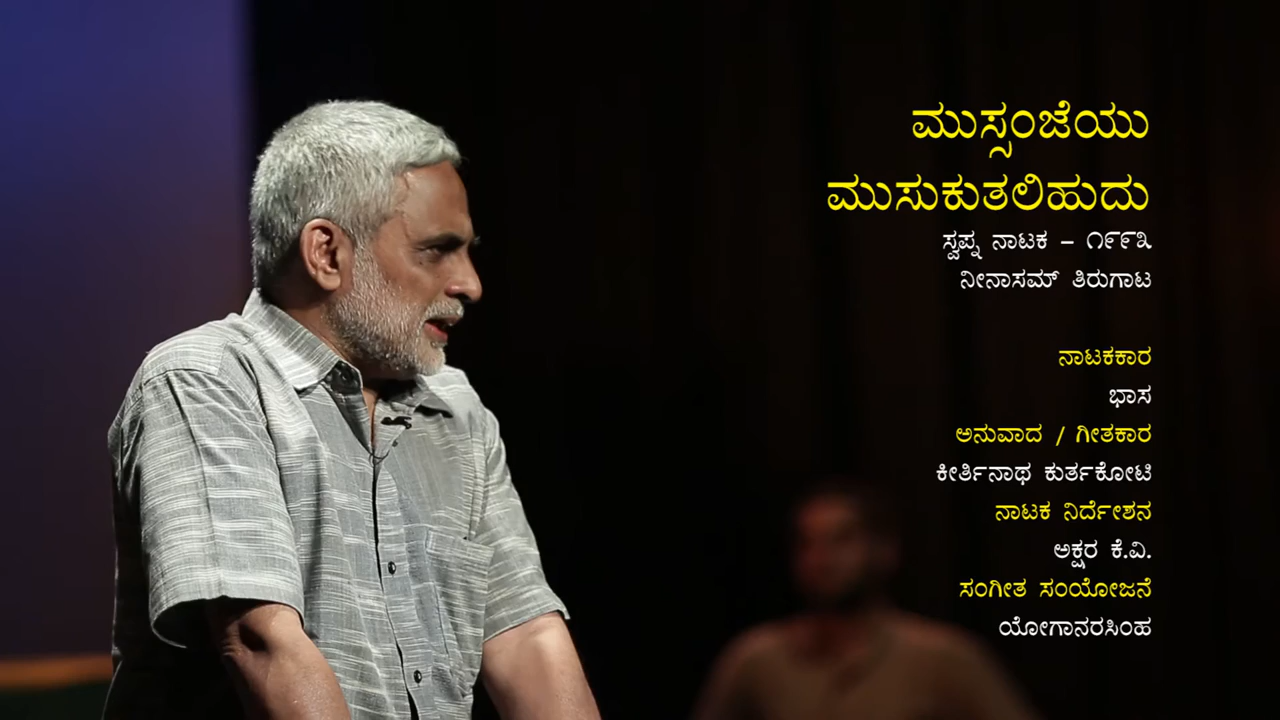 ಮುಸ್ಸಂಜೆಯು
ಮುಸುಕುತಲಿಹುದು
ಸ್ವಪ್ನ ನಾಟಕ – ೧೯೯೩
ನೀನಾಸಮ್ ತಿರುಗಾಟ
ನಾಟಕಕಾರ
ಭಾಸ
ಅನುವಾದ / ಗೀತಕಾರ
ಕೀರ್ತಿನಾಥ ಕುರ್ತಕೋಟಿ
ನಾಟಕ ನಿರ್ದೇಶನ
ಅಕ್ಷರ ಕೆ.ವಿ.
ಸಂಗೀತ ಸಂಯೋಜನೆ
ಯೋಗಾನರಸಿಂಹ